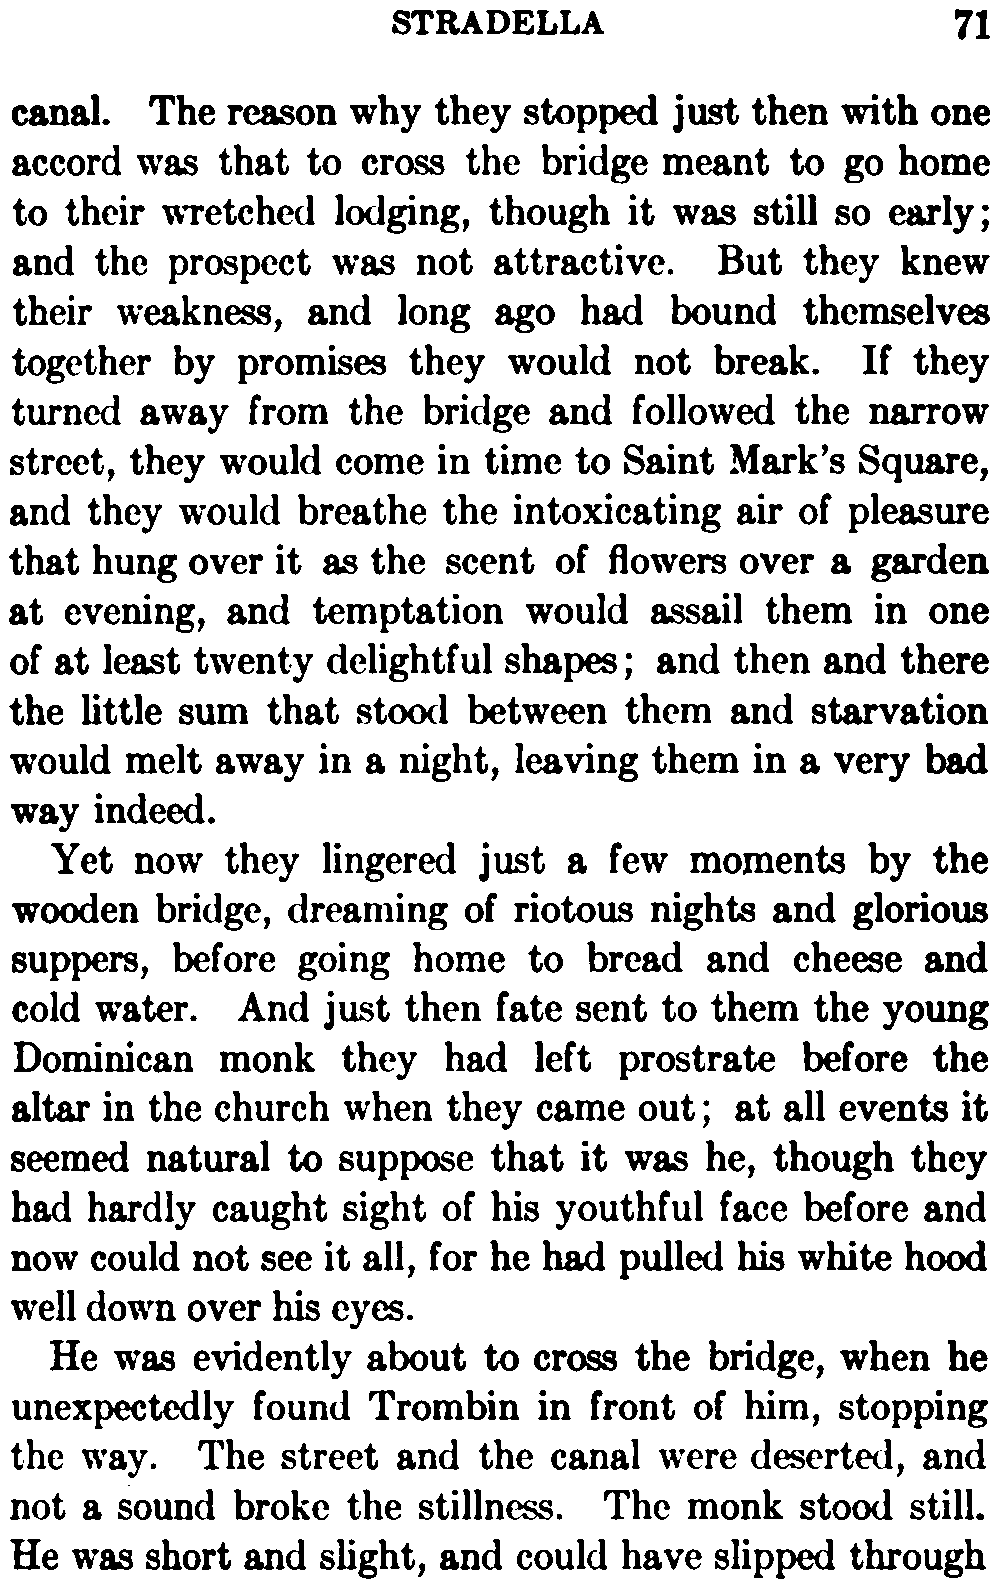 STRADELLA 71
canal. The reason why they stopped just then with one
accord was that to cross the bridge meant to go home
to their wretched lodging, though it was still so early;
and the prospect was not attractive. But they knew
their weakness, and long ago had bound themselves
together by promises they would not break. If they
turned away from the bridge and followed the narrow
street, they would come in time to Saint Mark's Square,
and they would breathe the intoxicating air of pleasure
that hung over it as the scent of flowers over a garden
at evening, and temptation would assail them in one
of at least twenty delightful shapes; and then and there
the little sum that stood between them and starvation
would melt away in a night, leaving them in a very bad
way indeed.
Yet now they lingered just a few moments by the
wooden bridge, dreaming of riotous nights and glorious
suppers, before going home to bread and cheese and
cold water. And just then fate sent to them the young
Dominican monk they had left prostrate before the
altar in the church when they came out; at all events it
seemed natural to suppose that it was he, though they
had hardly caught sight of his youthful face before and
now could not see it all, for he had pulled his white hood
well down over his eyes.
He was evidently about to cross the bridge, when he
unexpectedly found Trombin in front of him, stopping
the way. The street and the canal were deserted, and
not a sound broke the stillness. The monk stood still.
He was short and slight, and could have slipped through